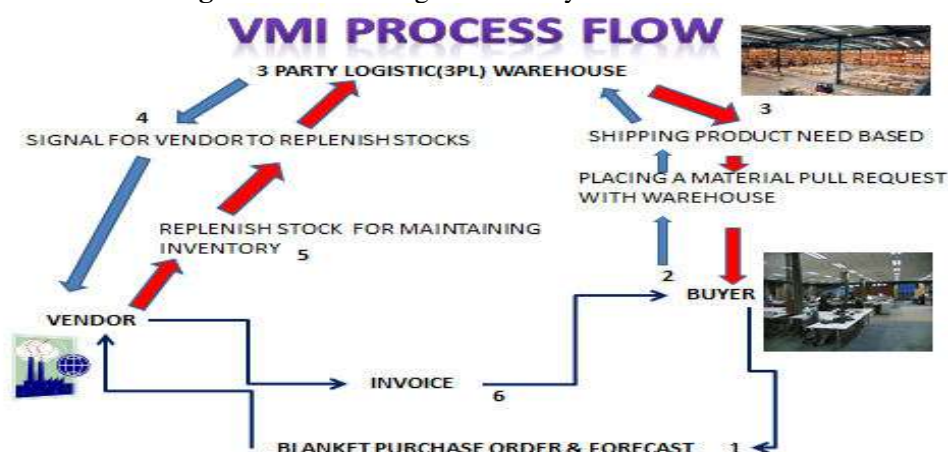 VMI PROCESS FLOW
3 PARTY LOGISTIC(3PL) WAREHOUSE
3
4
SIGNAL FOR VENDOR TO REPLENISH STOCKS
SHIPPING PRODUCT NEED BASED
PLACING A MATERIAL PULL REQUEST
WITH WAREHOUSE
REPLENISH STOCK FOR MAINTAINING
INVENTORY 5
2
BUYER
VENDOR
INVOICE
6
BLANKET PURCHASE ORDER & FORECAST 1